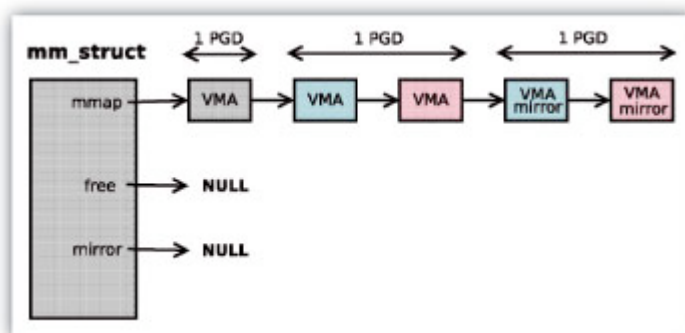 1 PGD 1 PGD 1 PGD
mm_struct
mmap VMA VMA VMA VMA mirror VMA mirror
free NULL
mirror NULL